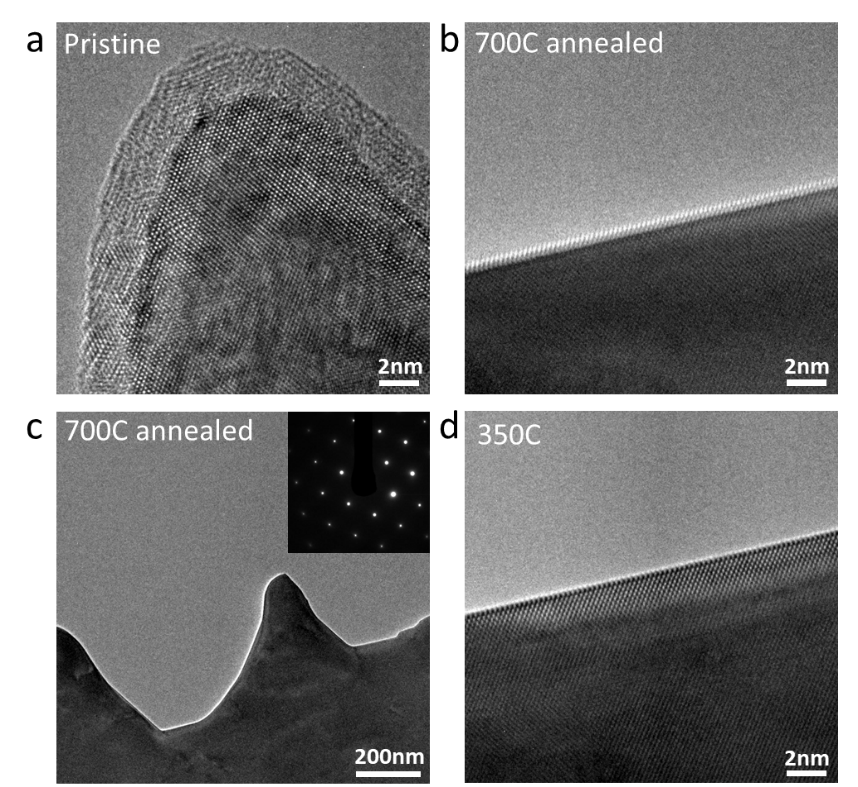 a Pristine
b 700C annealed
2nm
2nm
c 700C annealed
d 350C
200nm
2nm